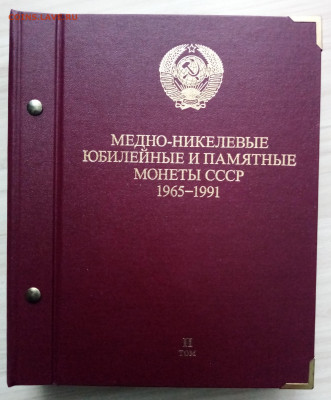 МЕДНО-НИКЕЛЕВЫЕ
ЮБИЛЕЙНЫЕ И ПАМЯТНЫЕ
МОНЕТЫ СССР
1965–1991
II
ТОМ